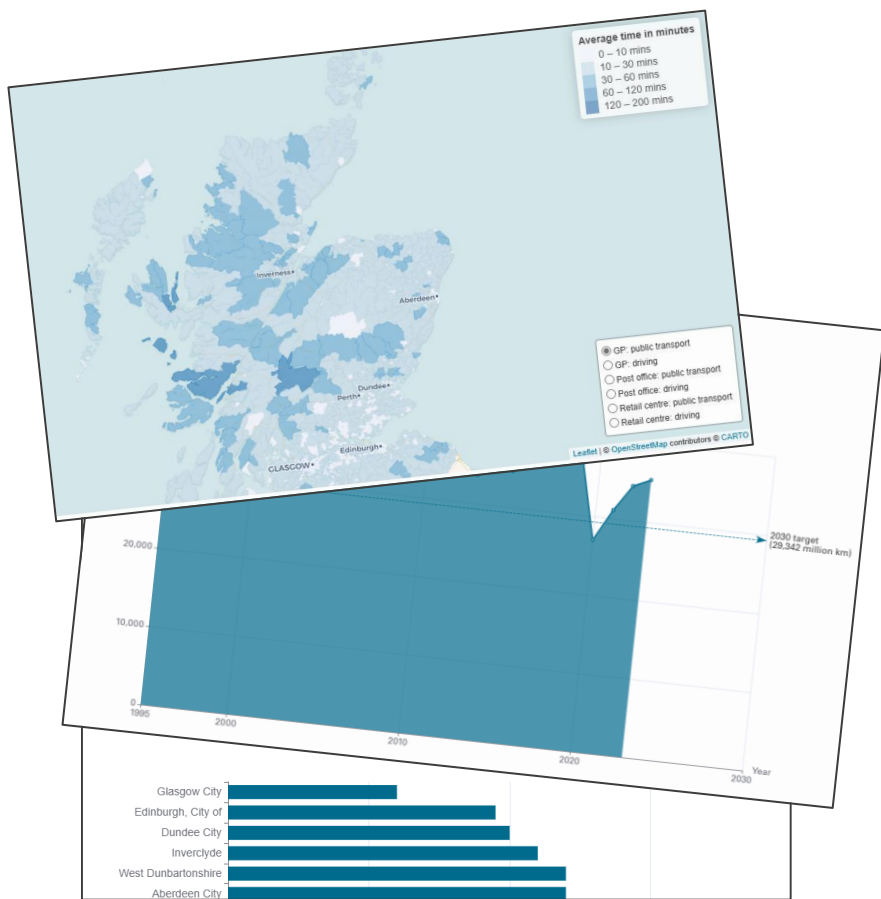 Average time in minutes
0 – 10 mins
10 – 30 mins
30 – 60 mins
60 – 120 mins
120 – 200 mins
Inverness
Aberdeen
Dundee
Perth
Edinburgh
GLASGOW
GP: public transport
GP: driving
Post office: public transport
Post office: driving
Retail centre: public transport
Retail centre: driving
Leaflet | © OpenStreetMap contributors © CARTO
2030 target
(29,342 million km)
20,000
10,000
0
1995
2000
2010
2020
2030
Year
Glasgow City
Edinburgh, City of
Dundee City
Inverclyde
West Dunbartonshire
Aberdeen City